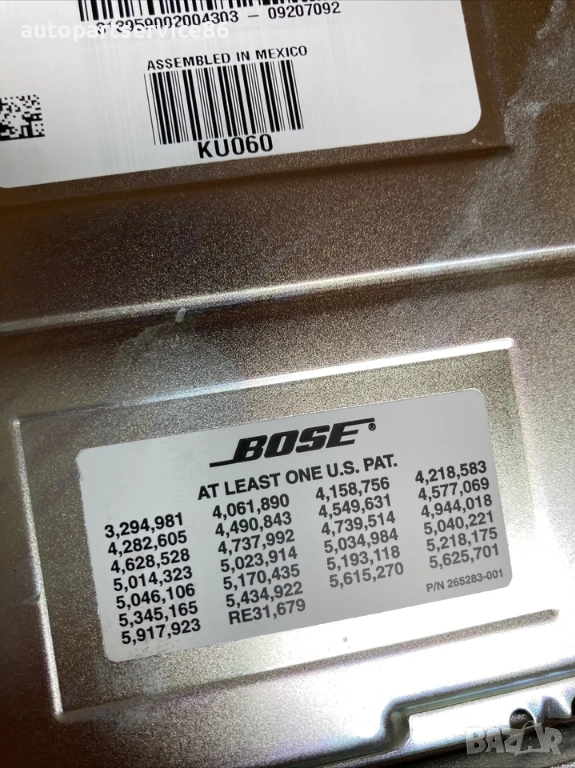 © autopartservice86
813959002004303 – 09207092
ASSEMBLED IN MEXICO
KU060
BOSE®
AT LEAST ONE U.S. PAT.
3,294,981 4,061,890 4,158,756 4,218,583
4,282,605 4,490,843 4,549,631 4,577,069
4,628,528 4,737,992 4,739,514 4,944,018
5,014,323 5,023,914 5,034,984 5,040,221
5,046,106 5,170,435 5,193,118 5,218,175
5,345,165 5,434,922 5,615,270 5,625,701
5,917,923 RE31,679
P/N 265283-001
BAZAR